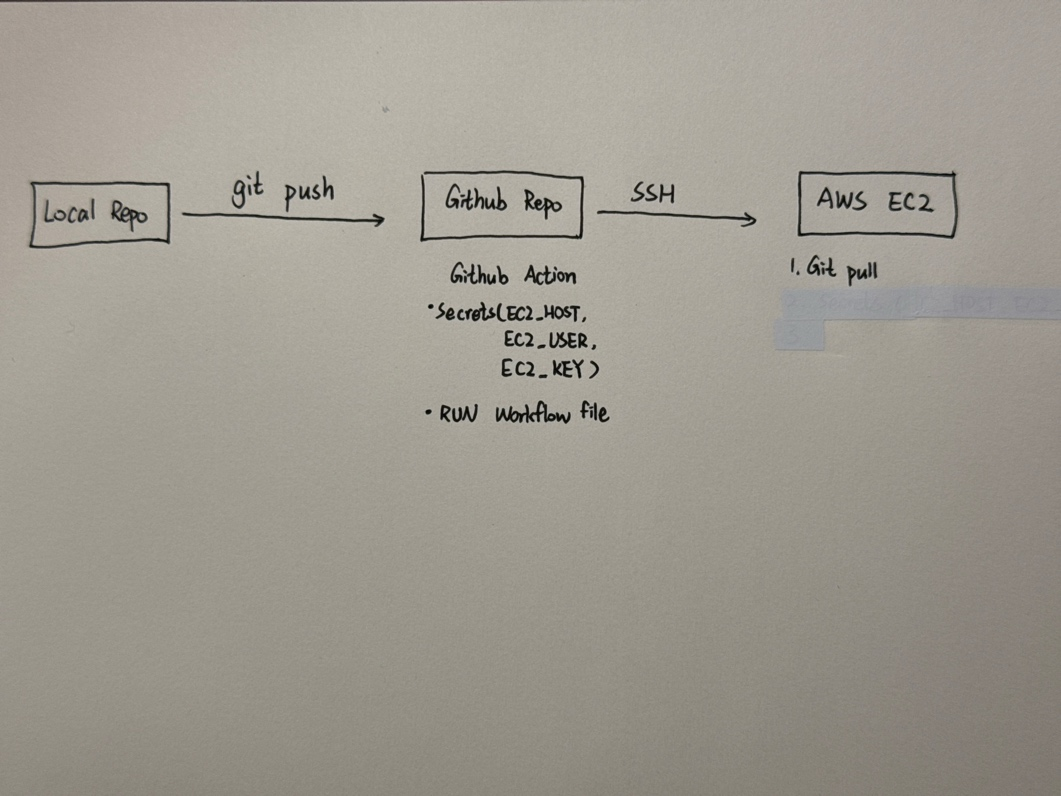 Local Repo
git push
Github Repo
SSH
AWS EC2
Github Action
•Secrets(EC2_HOST,
EC2_USER,
EC2_KEY)
•RUN Workflow file
1. Git pull